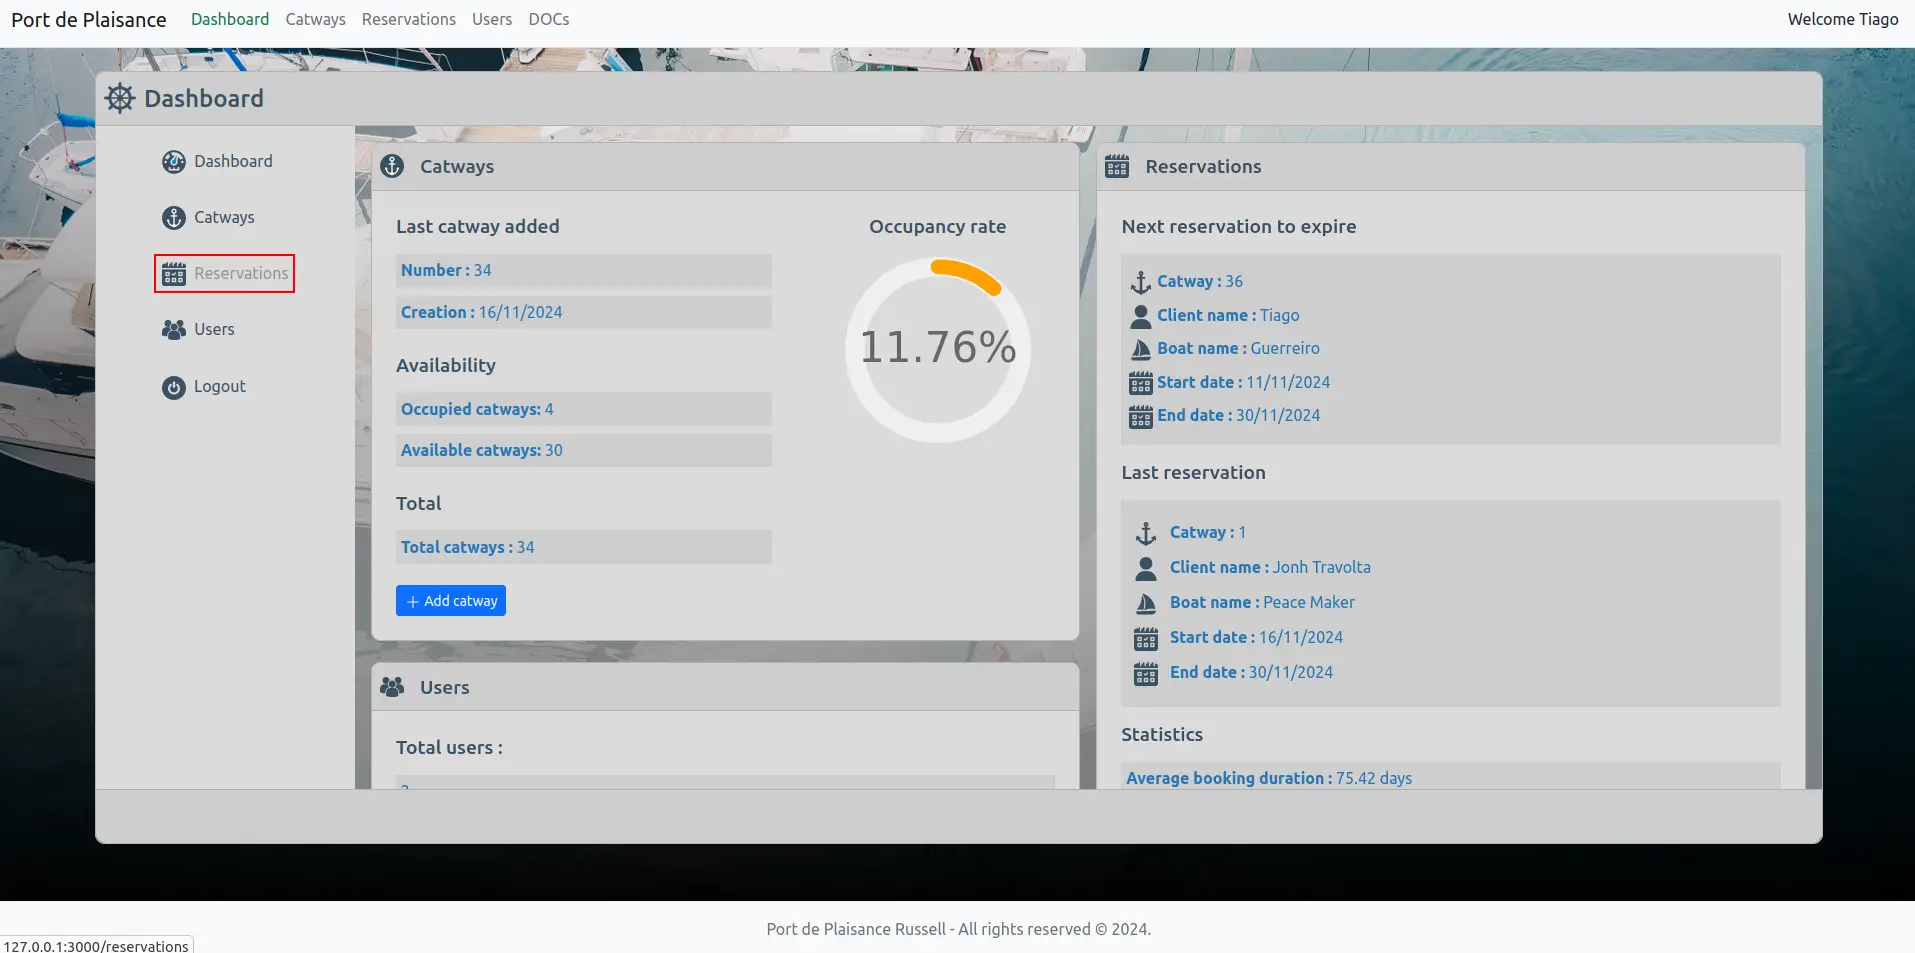 Port de Plaisance Dashboard Catways Reservations Users DOCs Welcome Tiago
Dashboard
Dashboard
Catways
Reservations
Users
Logout
Catways
Last catway added
Number : 34
Creation : 16/11/2024
Availability
Occupied catways: 4
Available catways: 30
Total
Total catways : 34
+ Add catway
Occupancy rate
11.76%
Users
Total users :
Reservations
Next reservation to expire
Catway : 36
Client name : Tiago
Boat name : Guerreiro
Start date : 11/11/2024
End date : 30/11/2024
Last reservation
Catway : 1
Client name : Jonh Travolta
Boat name : Peace Maker
Start date : 16/11/2024
End date : 30/11/2024
Statistics
Average booking duration : 75.42 days
Port de Plaisance Russell - All rights reserved © 2024.
127.0.0.1:3000/reservations